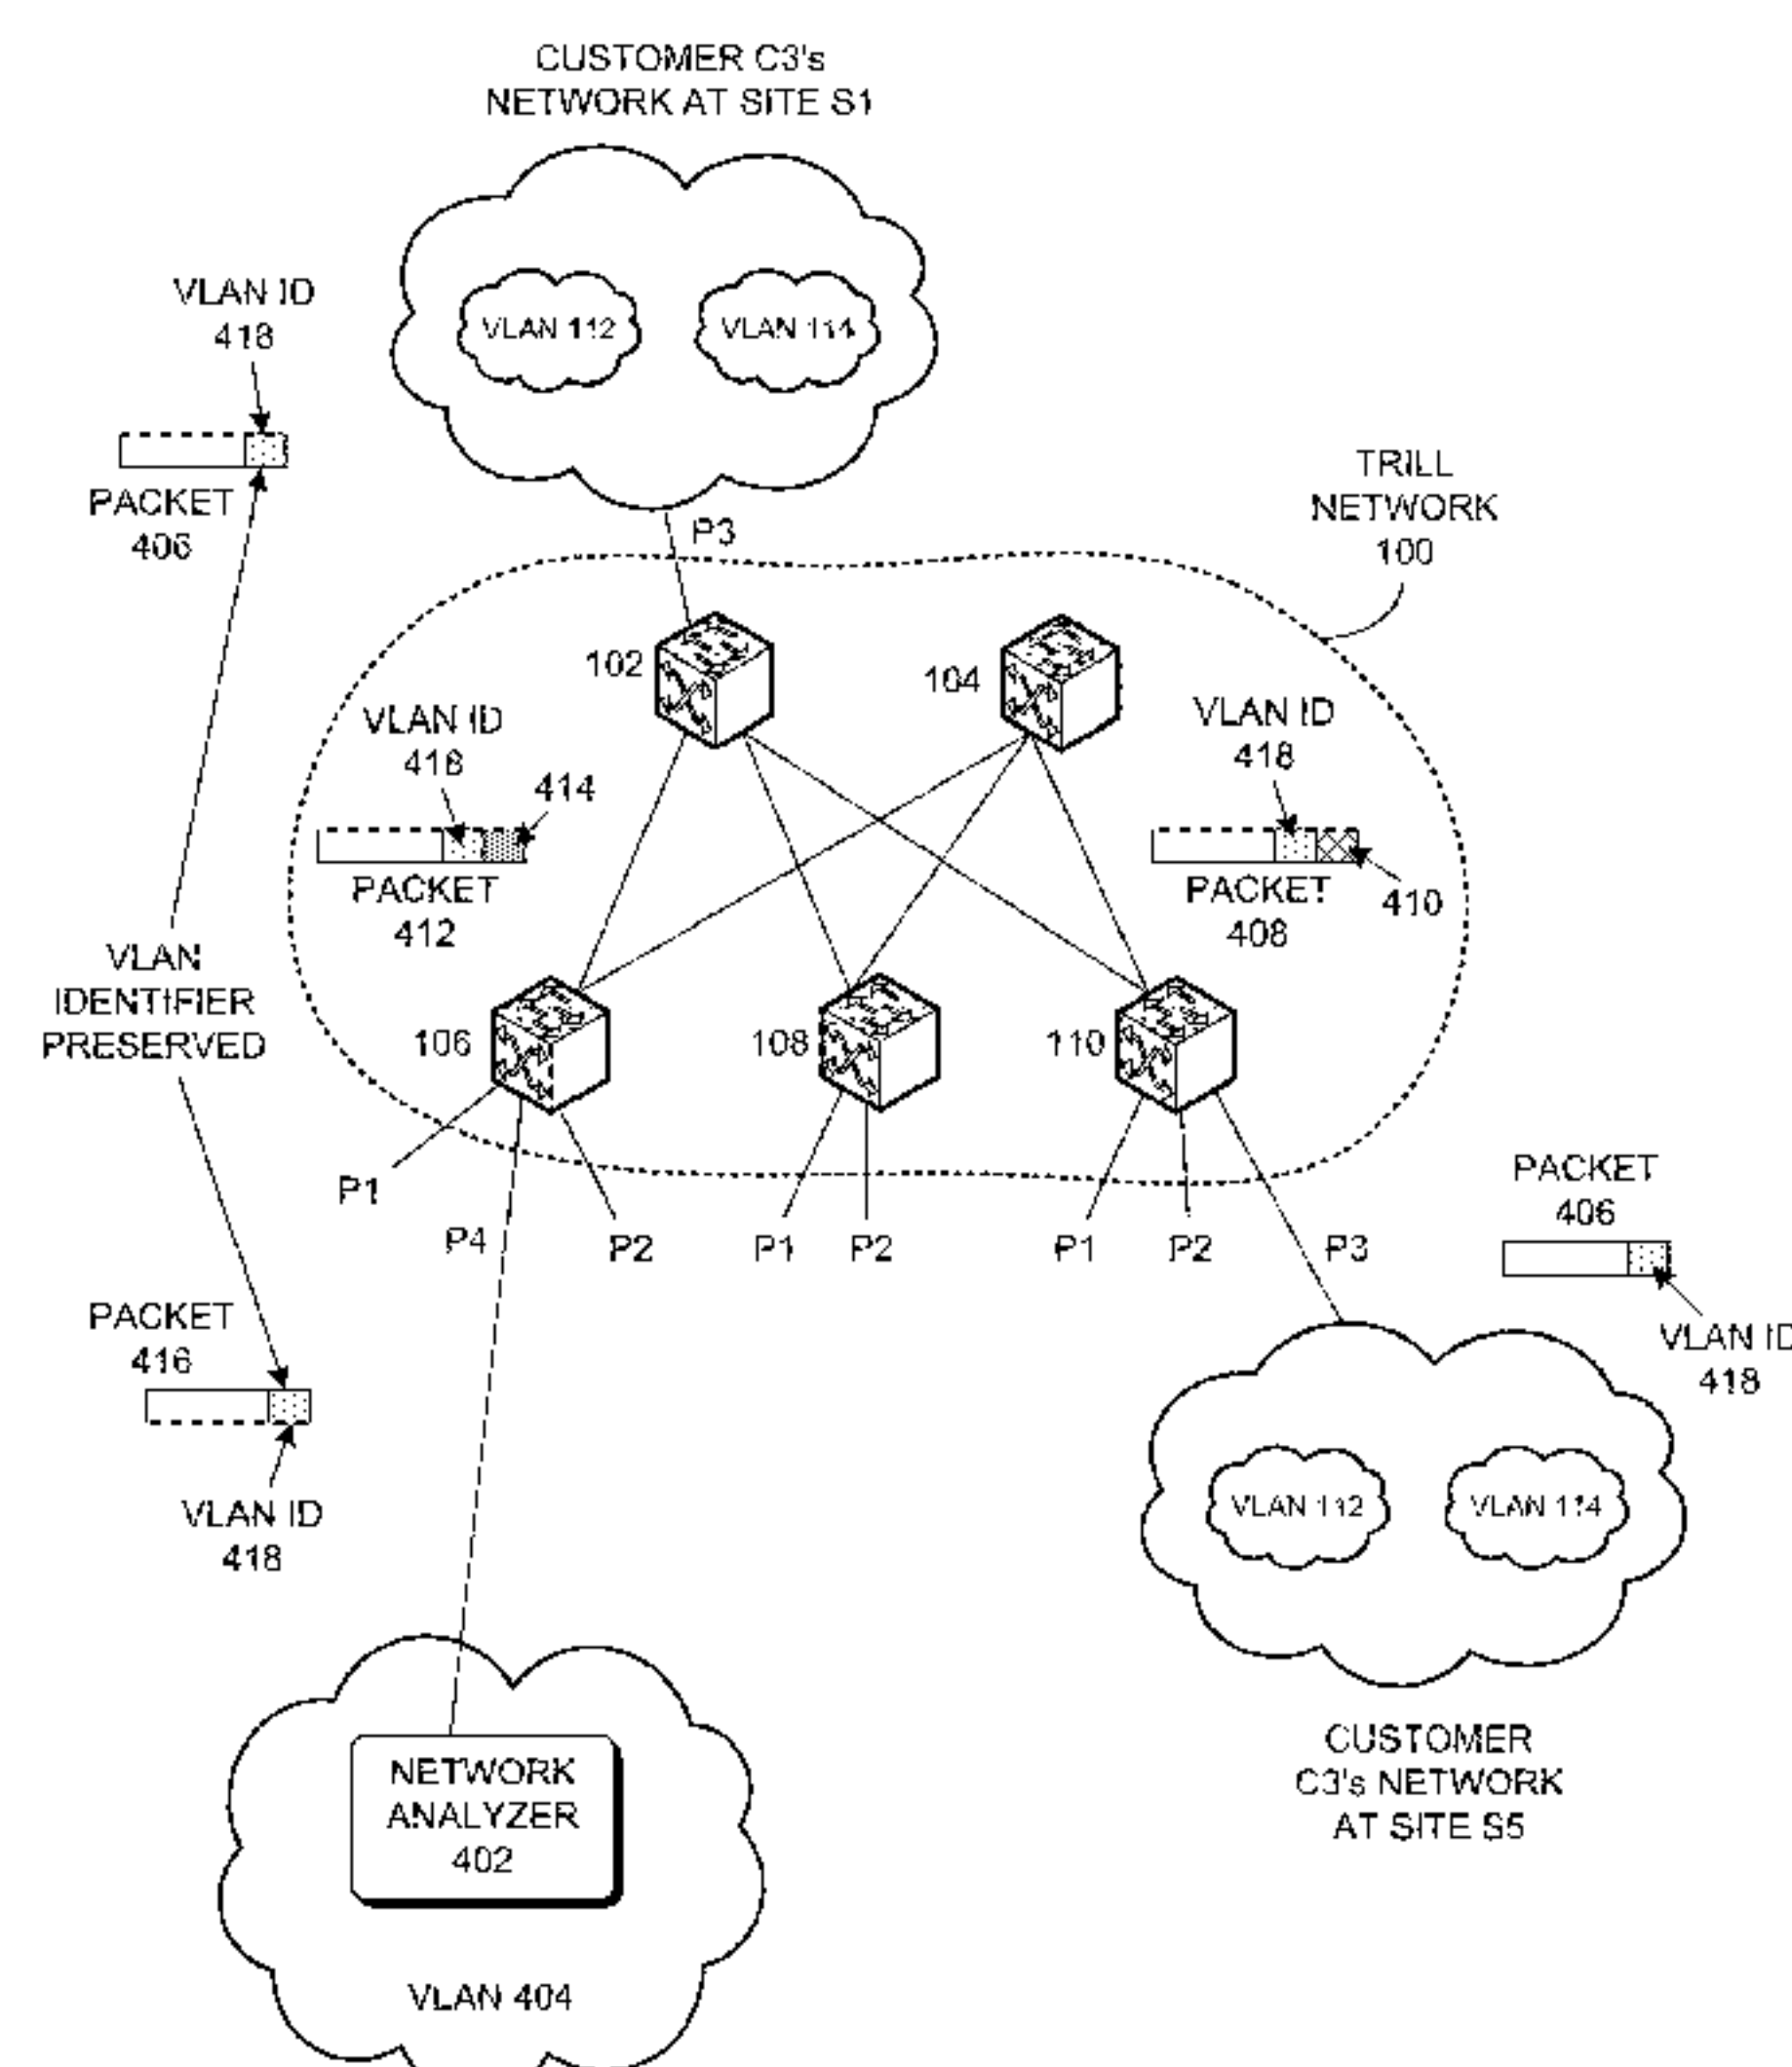 CUSTOMER C3's
NETWORK AT SITE S1
VLAN ID
418
VLAN 112
VLAN 114
PACKET
406
P3
TRILL
NETWORK
100
102
104
VLAN ID
418
414
PACKET
412
VLAN ID
418
PACKET
408
410
VLAN
IDENTIFIER
PRESERVED
106
108
110
P1
P4
P2
P1
P2
P1
P2
P3
PACKET
406
VLAN ID
418
PACKET
416
VLAN ID
418
VLAN 112
VLAN 114
NETWORK
ANALYZER
402
VLAN 404
CUSTOMER
C3's NETWORK
AT SITE S5